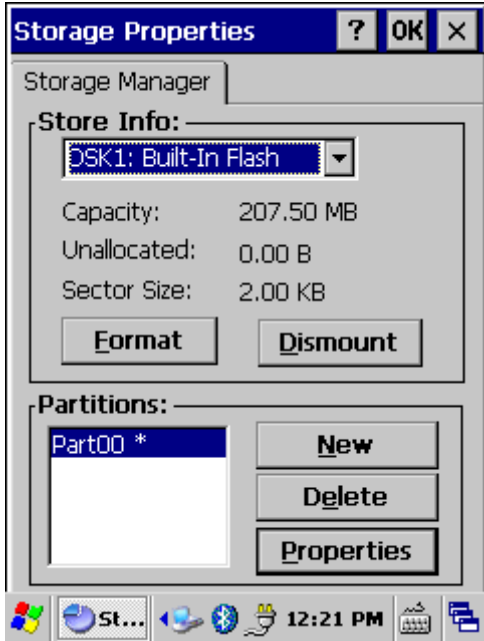 Storage Properties ? OK ×
Storage Manager
Store Info:
DSK1: Built-In Flash
Capacity: 207.50 MB
Unallocated: 0.00 B
Sector Size: 2.00 KB
Format Dismount
Partitions:
Part00 *
New
Delete
Properties
St... 12:21 PM